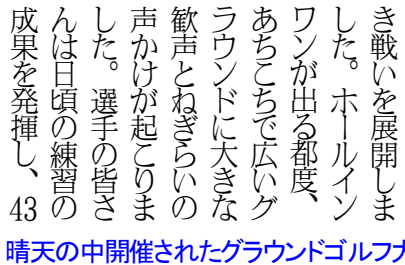 き戦いを展開しま
した。ホールイン
ワンが出る都度、
あちこちで広いグ
ラウンドに大きな
歓声とねぎらいの
声かけが起こりま
した。選手の皆さ
んは日頃の練習の
成果を発揮し、43
晴天の中開催されたグラウンドゴルフ